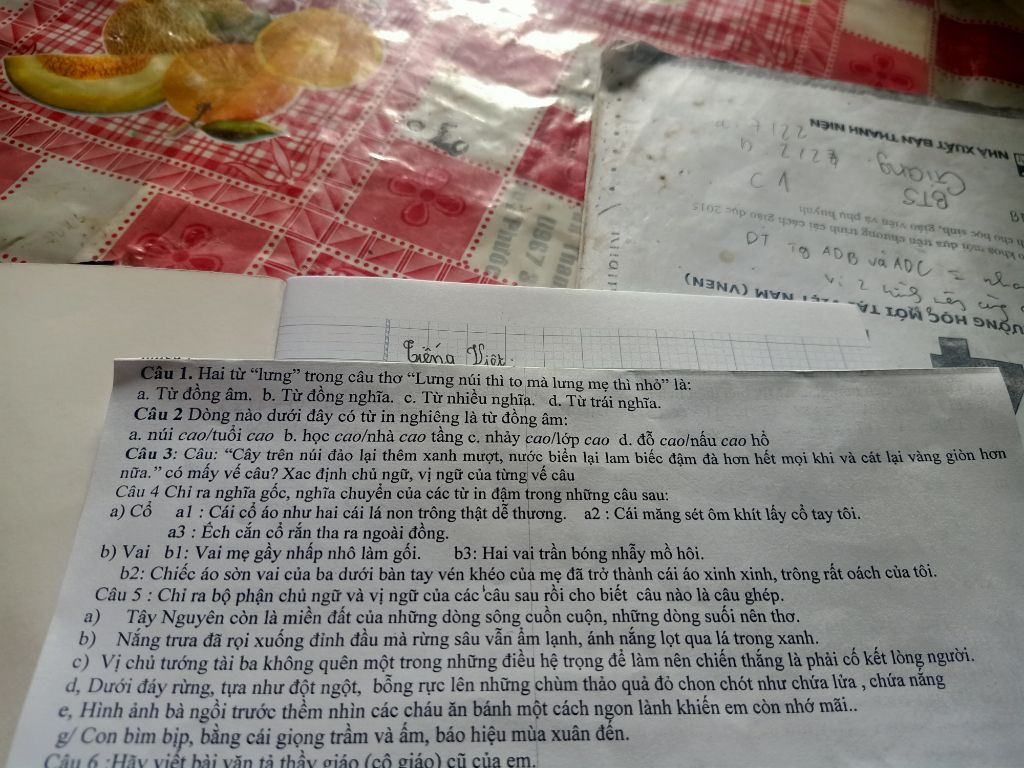 NHÀ XUẤT BẢN THANH NIÊN
2127
BTS Giang
C1
ĐT
Tg ADB và ADC =
vì 2
Tiếng Việt.
Câu 1. Hai từ “lưng” trong câu thơ “Lưng núi thì to mà lưng mẹ thì nhỏ” là:
a. Từ đồng âm. b. Từ đồng nghĩa. c. Từ nhiều nghĩa. d. Từ trái nghĩa.
Câu 2 Dòng nào dưới đây có từ in nghiêng là từ đồng âm:
a. núi cao/tuổi cao b. học cao/nhà cao tầng c. nhảy cao/lớp cao d. đỗ cao/nấu cao hổ
Câu 3: Câu: “Cây trên núi đảo lại thêm xanh mượt, nước biển lại lam biếc đậm đà hơn hết mọi khi và cát lại vàng giòn hơn
nữa.” có mấy vế câu? Xac định chủ ngữ, vị ngữ của từng vế câu
Câu 4 Chỉ ra nghĩa gốc, nghĩa chuyển của các từ in đậm trong những câu sau:
a) Cổ a1 : Cái cổ áo như hai cái lá non trông thật dễ thương. a2 : Cái măng sét ôm khít lấy cổ tay tôi.
a3 : Ếch cắn cổ rắn tha ra ngoài đồng.
b) Vai b1: Vai mẹ gầy nhấp nhô làm gối. b3: Hai vai trần bóng nhẫy mồ hôi.
b2: Chiếc áo sờn vai của ba dưới bàn tay vén khéo của mẹ đã trở thành cái áo xinh xinh, trông rất oách của tôi.
Câu 5 : Chỉ ra bộ phận chủ ngữ và vị ngữ của các câu sau rồi cho biết câu nào là câu ghép.
a) Tây Nguyên còn là miền đất của những dòng sông cuồn cuộn, những dòng suối nên thơ.
b) Nắng trưa đã rọi xuống đỉnh đầu mà rừng sâu vẫn ẩm lạnh, ánh nắng lọt qua lá trong xanh.
c) Vị chủ tướng tài ba không quên một trong những điều hệ trọng để làm nên chiến thắng là phải cố kết lòng người.
d, Dưới đáy rừng, tựa như đột ngột, bỗng rực lên những chùm thảo quả đỏ chon chót như chứa lửa , chứa nắng
e, Hình ảnh bà ngồi trước thềm nhìn các cháu ăn bánh một cách ngon lành khiến em còn nhớ mãi..
g/ Con bìm bịp, bằng cái giọng trầm và ấm, báo hiệu mùa xuân đến.
Câu 6 :Hãy viết bài văn tả thầy giáo (cô giáo) cũ của em.